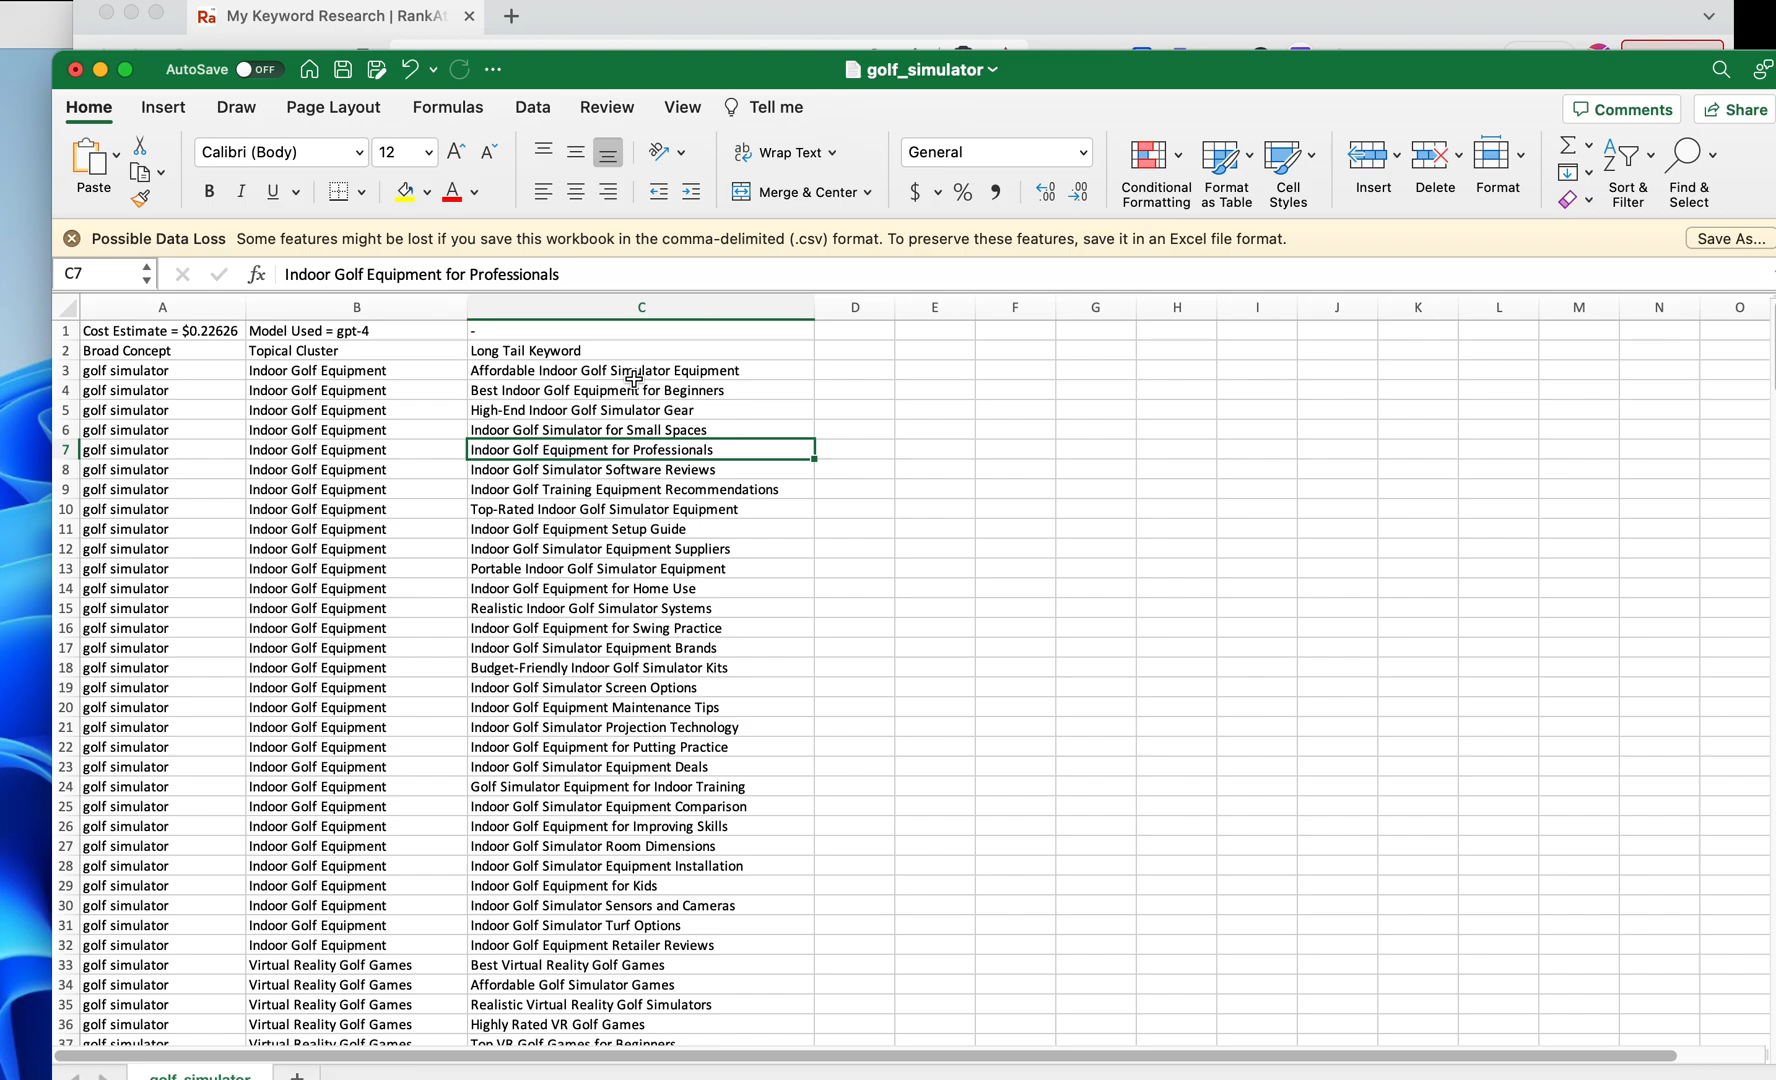 Ra My Keyword Research | RankAt
AutoSave OFF golf_simulator
Home Insert Draw Page Layout Formulas Data Review View Tell me Comments Share
Paste Calibri (Body) 12 Wrap Text General Conditional Formatting Format as Table Cell Styles Insert Delete Format Sort & Filter Find & Select
B I U A Merge & Center $ %
Possible Data Loss Some features might be lost if you save this workbook in the comma-delimited (.csv) format. To preserve these features, save it in an Excel file format. Save As...
C7 fx Indoor Golf Equipment for Professionals
A B C D E F G H I J K L M N O
1 Cost Estimate = $0.22626 Model Used = gpt-4 -
2 Broad Concept Topical Cluster Long Tail Keyword
3 golf simulator Indoor Golf Equipment Affordable Indoor Golf Simulator Equipment
4 golf simulator Indoor Golf Equipment Best Indoor Golf Equipment for Beginners
5 golf simulator Indoor Golf Equipment High-End Indoor Golf Simulator Gear
6 golf simulator Indoor Golf Equipment Indoor Golf Simulator for Small Spaces
7 golf simulator Indoor Golf Equipment Indoor Golf Equipment for Professionals
8 golf simulator Indoor Golf Equipment Indoor Golf Simulator Software Reviews
9 golf simulator Indoor Golf Equipment Indoor Golf Training Equipment Recommendations
10 golf simulator Indoor Golf Equipment Top-Rated Indoor Golf Simulator Equipment
11 golf simulator Indoor Golf Equipment Indoor Golf Equipment Setup Guide
12 golf simulator Indoor Golf Equipment Indoor Golf Simulator Equipment Suppliers
13 golf simulator Indoor Golf Equipment Portable Indoor Golf Simulator Equipment
14 golf simulator Indoor Golf Equipment Indoor Golf Equipment for Home Use
15 golf simulator Indoor Golf Equipment Realistic Indoor Golf Simulator Systems
16 golf simulator Indoor Golf Equipment Indoor Golf Equipment for Swing Practice
17 golf simulator Indoor Golf Equipment Indoor Golf Simulator Equipment Brands
18 golf simulator Indoor Golf Equipment Budget-Friendly Indoor Golf Simulator Kits
19 golf simulator Indoor Golf Equipment Indoor Golf Simulator Screen Options
20 golf simulator Indoor Golf Equipment Indoor Golf Equipment Maintenance Tips
21 golf simulator Indoor Golf Equipment Indoor Golf Simulator Projection Technology
22 golf simulator Indoor Golf Equipment Indoor Golf Equipment for Putting Practice
23 golf simulator Indoor Golf Equipment Indoor Golf Simulator Equipment Deals
24 golf simulator Indoor Golf Equipment Golf Simulator Equipment for Indoor Training
25 golf simulator Indoor Golf Equipment Indoor Golf Simulator Equipment Comparison
26 golf simulator Indoor Golf Equipment Indoor Golf Equipment for Improving Skills
27 golf simulator Indoor Golf Equipment Indoor Golf Simulator Room Dimensions
28 golf simulator Indoor Golf Equipment Indoor Golf Simulator Equipment Installation
29 golf simulator Indoor Golf Equipment Indoor Golf Equipment for Kids
30 golf simulator Indoor Golf Equipment Indoor Golf Simulator Sensors and Cameras
31 golf simulator Indoor Golf Equipment Indoor Golf Simulator Turf Options
32 golf simulator Indoor Golf Equipment Indoor Golf Equipment Retailer Reviews
33 golf simulator Virtual Reality Golf Games Best Virtual Reality Golf Games
34 golf simulator Virtual Reality Golf Games Affordable Golf Simulator Games
35 golf simulator Virtual Reality Golf Games Realistic Virtual Reality Golf Simulators
36 golf simulator Virtual Reality Golf Games Highly Rated VR Golf Games
37 golf simulator Virtual Reality Golf Games Top VR Golf Games for Beginners
golf_simulator